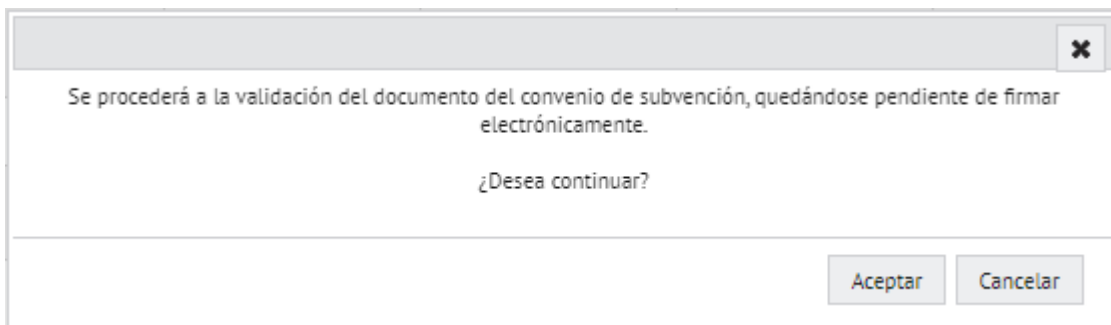 Se procederá a la validación del documento del convenio de subvención, quedándose pendiente de firmar
electrónicamente.
¿Desea continuar?
Aceptar
Cancelar